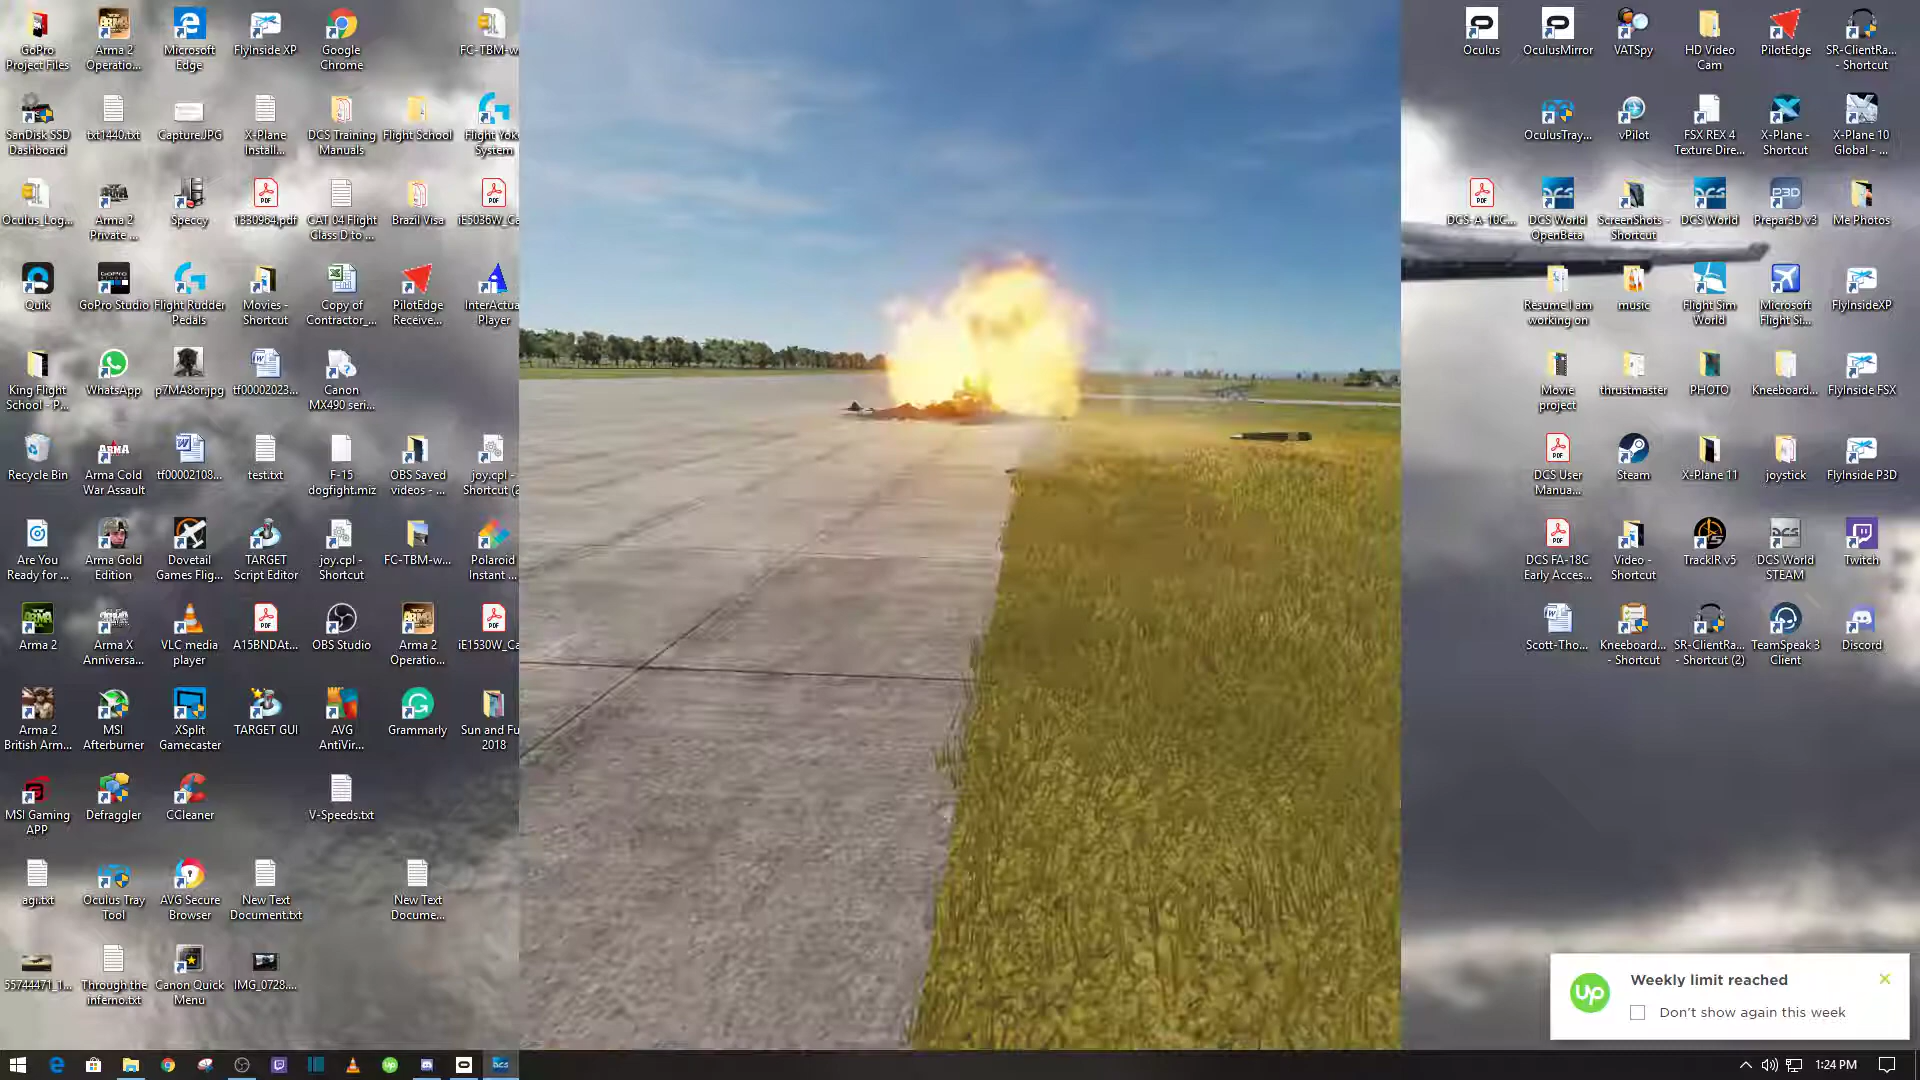 GoPro
Project Files
Arma 2
Operatio...
Microsoft
Edge
FlyInside XP
Google
Chrome
FC-TBM-w
SanDisk SSD
Dashboard
txt1440.txt
Capture.JPG
X-Plane
Install...
DCS Training
Manuals
Flight School
Flight Yok
System
Oculus_Log...
Arma 2
Private ...
Speccy
1330964.pdf
CAT 04 Flight
Class D to ...
Brazil Visa
iE5036W_Ca
Quik
GoPro Studio
Flight Rudder
Pedals
Movies -
Shortcut
Copy of
Contractor_...
PilotEdge
Receive...
InterActua
Player
King Flight
School - P...
WhatsApp
p7MA8or.jpg
tf00002023...
Canon
MX490 seri...
Recycle Bin
Arma Cold
War Assault
tf00002108...
test.txt
F-15
dogfight.miz
OBS Saved
videos - ...
joy.cpl -
Shortcut (2
Are You
Ready for ...
Arma Gold
Edition
Dovetail
Games Flig...
TARGET
Script Editor
joy.cpl -
Shortcut
FC-TBM-w...
Polaroid
Instant ...
Arma 2
Arma X
Anniversa...
VLC media
player
A15BNDAt...
OBS Studio
Arma 2
Operatio...
iE1530W_Ca
Arma 2
British Arm...
MSI
Afterburner
XSplit
Gamecaster
TARGET GUI
AVG
AntiVir...
Grammarly
Sun and Fu
2018
MSI Gaming
APP
Defraggler
CCleaner
V-Speeds.txt
agi.txt
Oculus Tray
Tool
AVG Secure
Browser
New Text
Document.txt
New Text
Docume...
55744471_1...
Through the
inferno.txt
Canon Quick
Menu
IMG_0728....
Oculus
OculusMirror
VATSpy
HD Video
Cam
PilotEdge
SR-ClientRa...
- Shortcut
OculusTray...
vPilot
FSX REX 4
Texture Dire...
X-Plane -
Shortcut
X-Plane 10
Global - ...
DCS-A-10C...
DCS World
OpenBeta
ScreenShots -
Shortcut
DCS World
Prepar3D v3
Me Photos
Resume I am
working on
music
Flight Sim
World
Microsoft
Flight Si...
FlyInsideXP
Movie
project
thrustmaster
PHOTO
Kneeboard...
FlyInside FSX
DCS User
Manua...
Steam
X-Plane 11
joystick
FlyInside P3D
DCS FA-18C
Early Acces...
Video -
Shortcut
TrackIR v5
DCS World
STEAM
Twitch
Scott-Tho...
Kneeboard...
- Shortcut
SR-ClientRa...
- Shortcut (2)
TeamSpeak 3
Client
Discord
Up
Weekly limit reached
Don't show again this week
1:24 PM